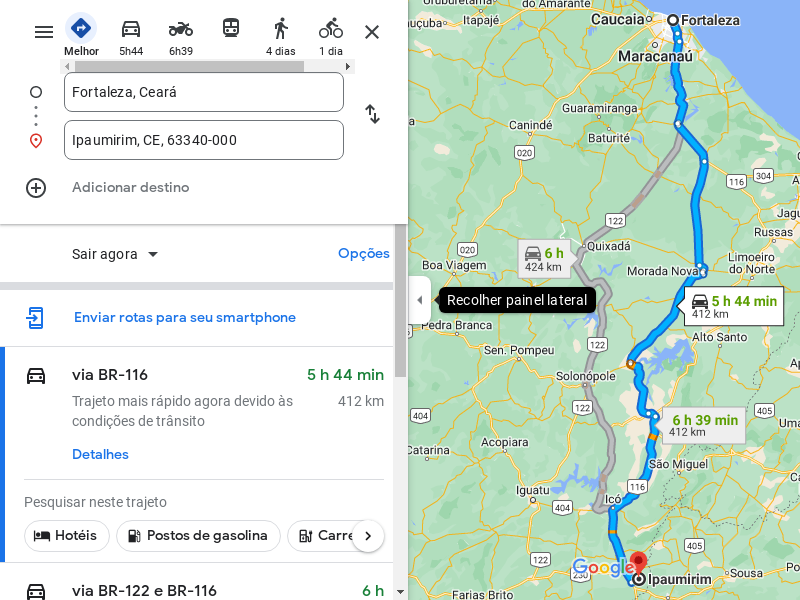 Melhor
5h44
6h39
4 dias
1 dia
Fortaleza, Ceará
Ipaumirim, CE, 63340-000
Adicionar destino
Sair agora
Opções
Enviar rotas para seu smartphone
via BR-116
5 h 44 min
Trajeto mais rápido agora devido às
condições de trânsito
412 km
Detalhes
Pesquisar neste trajeto
Hotéis
Postos de gasolina
Carre
via BR-122 e BR-116
6 h
Recolher painel lateral
do Amarante
Itapajé
Caucaia
Fortaleza
Maracanaú
Guaramiranga
Canindé
Baturité
020
116
304
122
Jagu
Russas
Quixadá
020
6 h
424 km
Boa Viagem
Limoeiro
do Norte
Morada Nova
5 h 44 min
412 km
Pedra Branca
Alto Santo
122
Sen. Pompeu
Solonópole
122
404
6 h 39 min
412 km
405
Uma
Catarina
Acopiara
São Miguel
Iguatu
116
Icó
404
405
122
230
Google
Ipaumirim
Sousa
Farias Brito